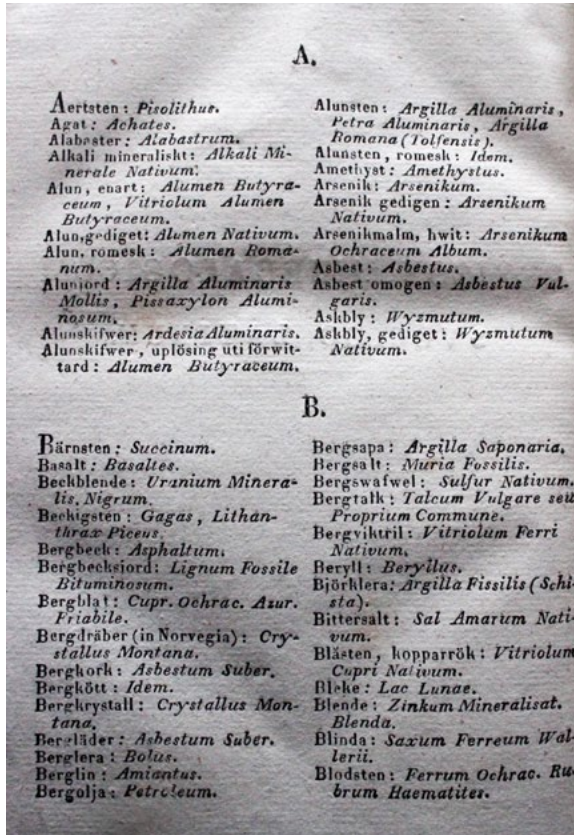 A.
Aertsten: Pisolithus.
Agat: Achates.
Alabaster: Alabastrum.
Alkali mineraliskt: Alkali Mi-
nerale Nativum.
Alun, enart: Alumen Butyra-
ceum, Vitriolum Alumen
Butyraceum.
Alun, gediget: Alumen Nativum.
Alun, romesk: Alumen Roma-
num.
Alunjord: Argilla Aluminaris
Mollis, Pissaxylon Alumi-
nosum.
Alunskifwer: Ardesia Aluminaris.
Alunskifwer, uplösing uti förwit-
tard: Alumen Butyraceum.
Alunsten: Argilla Aluminaris,
Petra Aluminaris, Argilla
Romana (Tolfensis).
Alunsten, romesk: Idem.
Amethyst: Amethystus.
Arsenik: Arsenikum.
Arsenik gedigen: Arsenikum
Nativum.
Arsenikmalm, hwit: Arsenikum
Ochraceum Album.
Asbest: Asbestus.
Asbest omogen: Asbestus Vul-
garis.
Askbly: Wyzmutum.
Askbly, gediget: Wyzmutum
Nativum.
B.
Bärnsten: Succinum.
Basalt: Basaltes.
Beckblende: Uranium Minera-
lis. Nigrum.
Beckigsten: Gagas, Lithan-
thrax Piceus.
Bergbeck: Asphaltum.
Bergbecksjord: Lignum Fossile
Bituminosum.
Bergblat: Cupr. Ochrac. Azur.
Friabile.
Bergdräber (in Norvegia): Cry-
stallus Montana.
Bergkork: Asbestum Suber.
Bergkött: Idem.
Bergkrystall: Crystallus Mon-
tana.
Bergläder: Asbestum Suber.
Berglera: Bolus.
Berglin: Amiantus.
Bergolja: Petroleum.
Bergsapa: Argilla Saponaria.
Bergsalt: Muria Fossilis.
Bergswafwel: Sulfur Nativum.
Bergtalk: Talcum Vulgare seu
Proprium Commune.
Bergviktril: Vitriolum Ferri
Nativum.
Beryll: Beryllus.
Björklera: Argilla Fissilis (Schi-
sta).
Bittersalt: Sal Amarum Nati-
vum.
Blästen, kopparrök: Vitriolum
Cupri Nativum.
Bleke: Lac Lunae.
Blende: Zinkum Mineralisat.
Blenda.
Blinda: Saxum Ferreum Wal-
lerii.
Blodsten: Ferrum Ochrac. Ru-
brum Haematites.